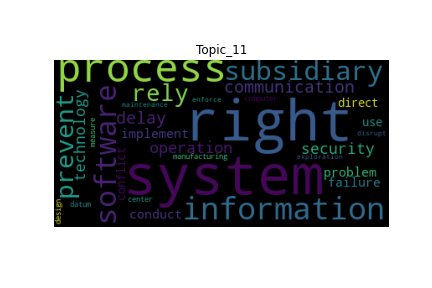 Topic_11
process
subsidiary
rely
communication
prevent
technology
measure
software
maintenance
enforce
computer
direct
delay
right
use
implement
disrupt
conflict
operation
security
manufacturing
exploration
system
problem
failure
center
design
datum
conduct
information